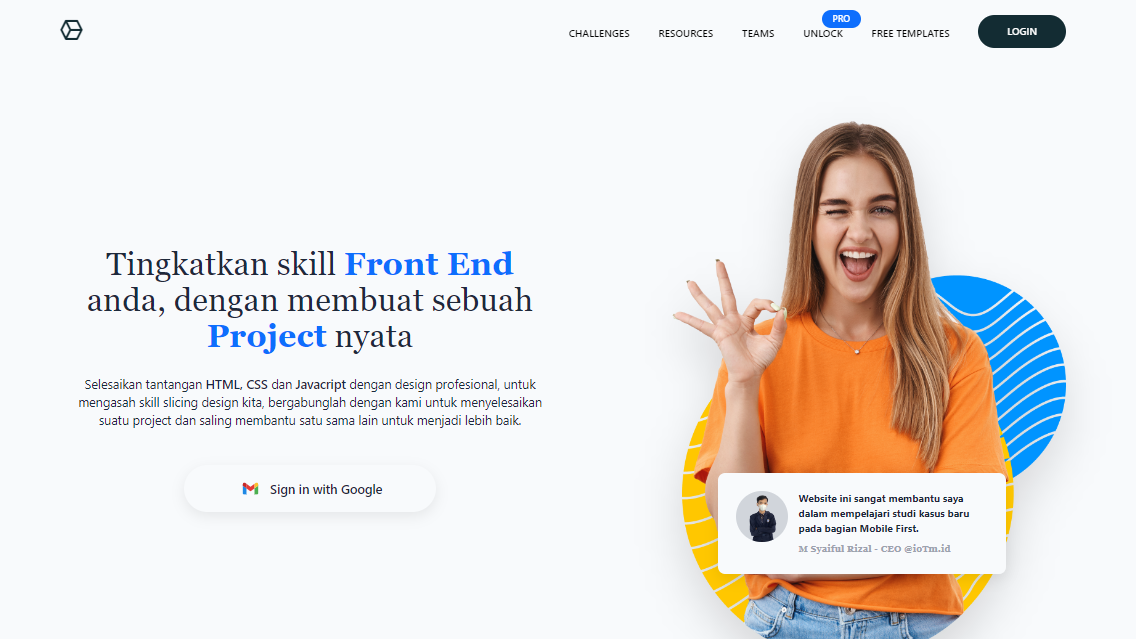 PRO
CHALLENGES RESOURCES TEAMS UNLOCK FREE TEMPLATES LOGIN
Tingkatkan skill Front End
anda, dengan membuat sebuah
Project nyata
Selesaikan tantangan HTML, CSS dan Javacript dengan design profesional, untuk
mengasah skill slicing design kita, bergabunglah dengan kami untuk menyelesaikan
suatu project dan saling membantu satu sama lain untuk menjadi lebih baik.
Sign in with Google
Website ini sangat membantu saya
dalam mempelajari studi kasus baru
pada bagian Mobile First.
M Syaiful Rizal - CEO @ioTm.id